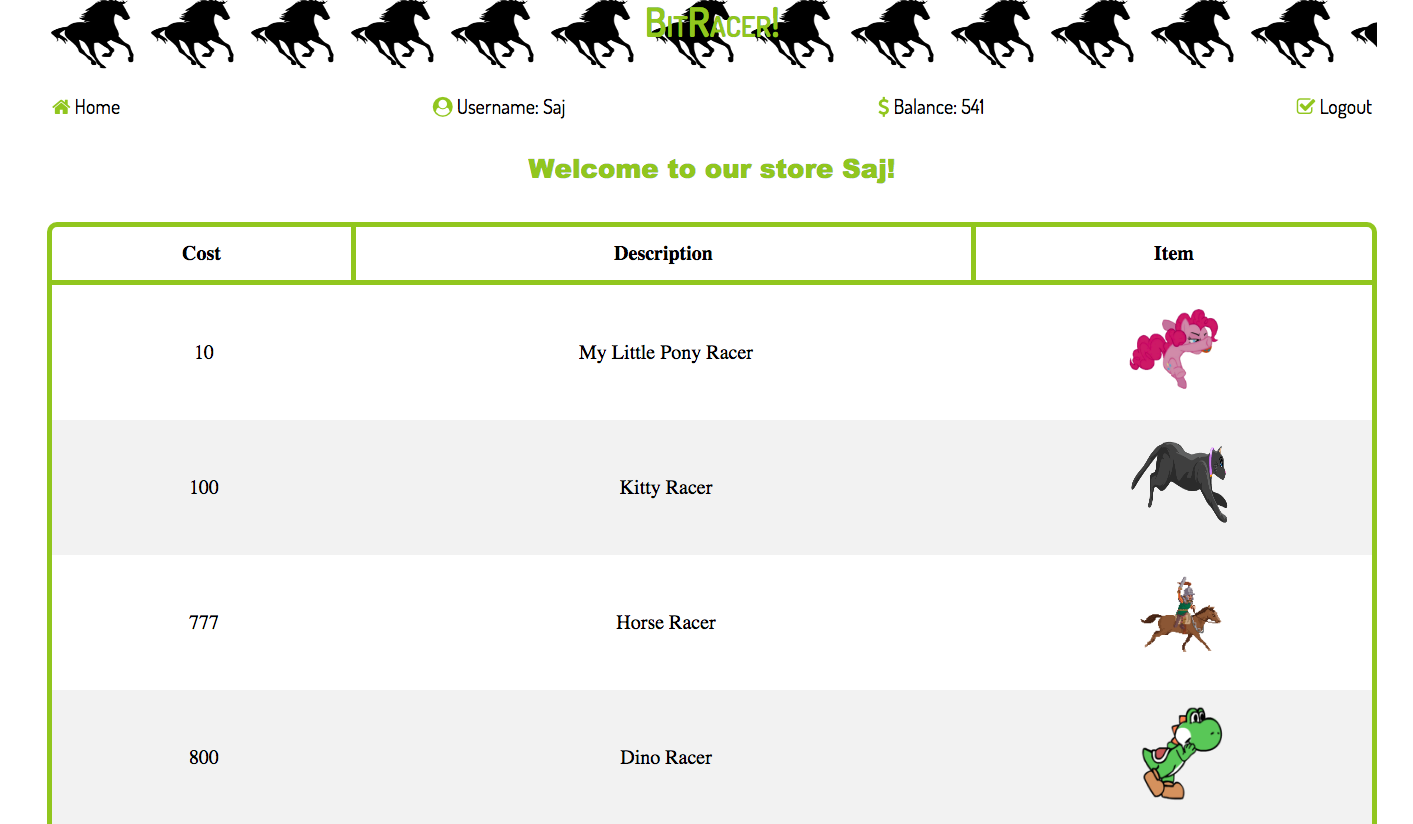 BitRacer!
Home Username: Saj $ Balance: 541 Logout
Welcome to our store Saj!
Cost Description Item
10 My Little Pony Racer
100 Kitty Racer
777 Horse Racer
800 Dino Racer